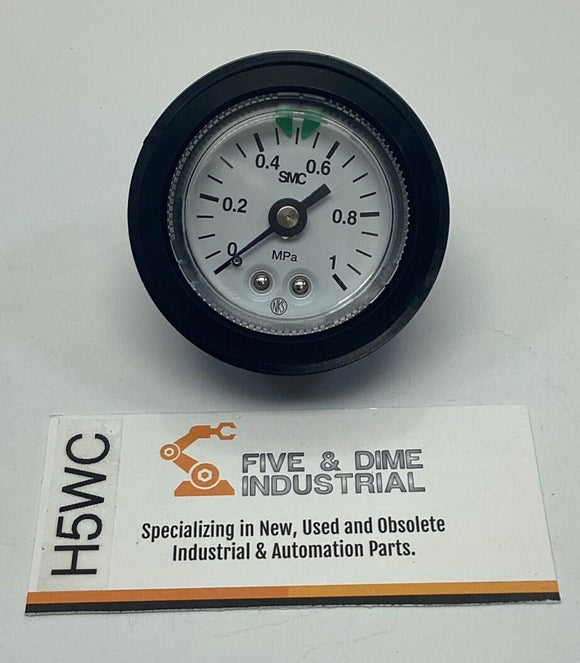 0.4
0.6
SMC
0.2
0.8
0
MPa
1
NKS
H5WC
FIVE & DIME
INDUSTRIAL
Specializing in New, Used and Obsolete
Industrial & Automation Parts.